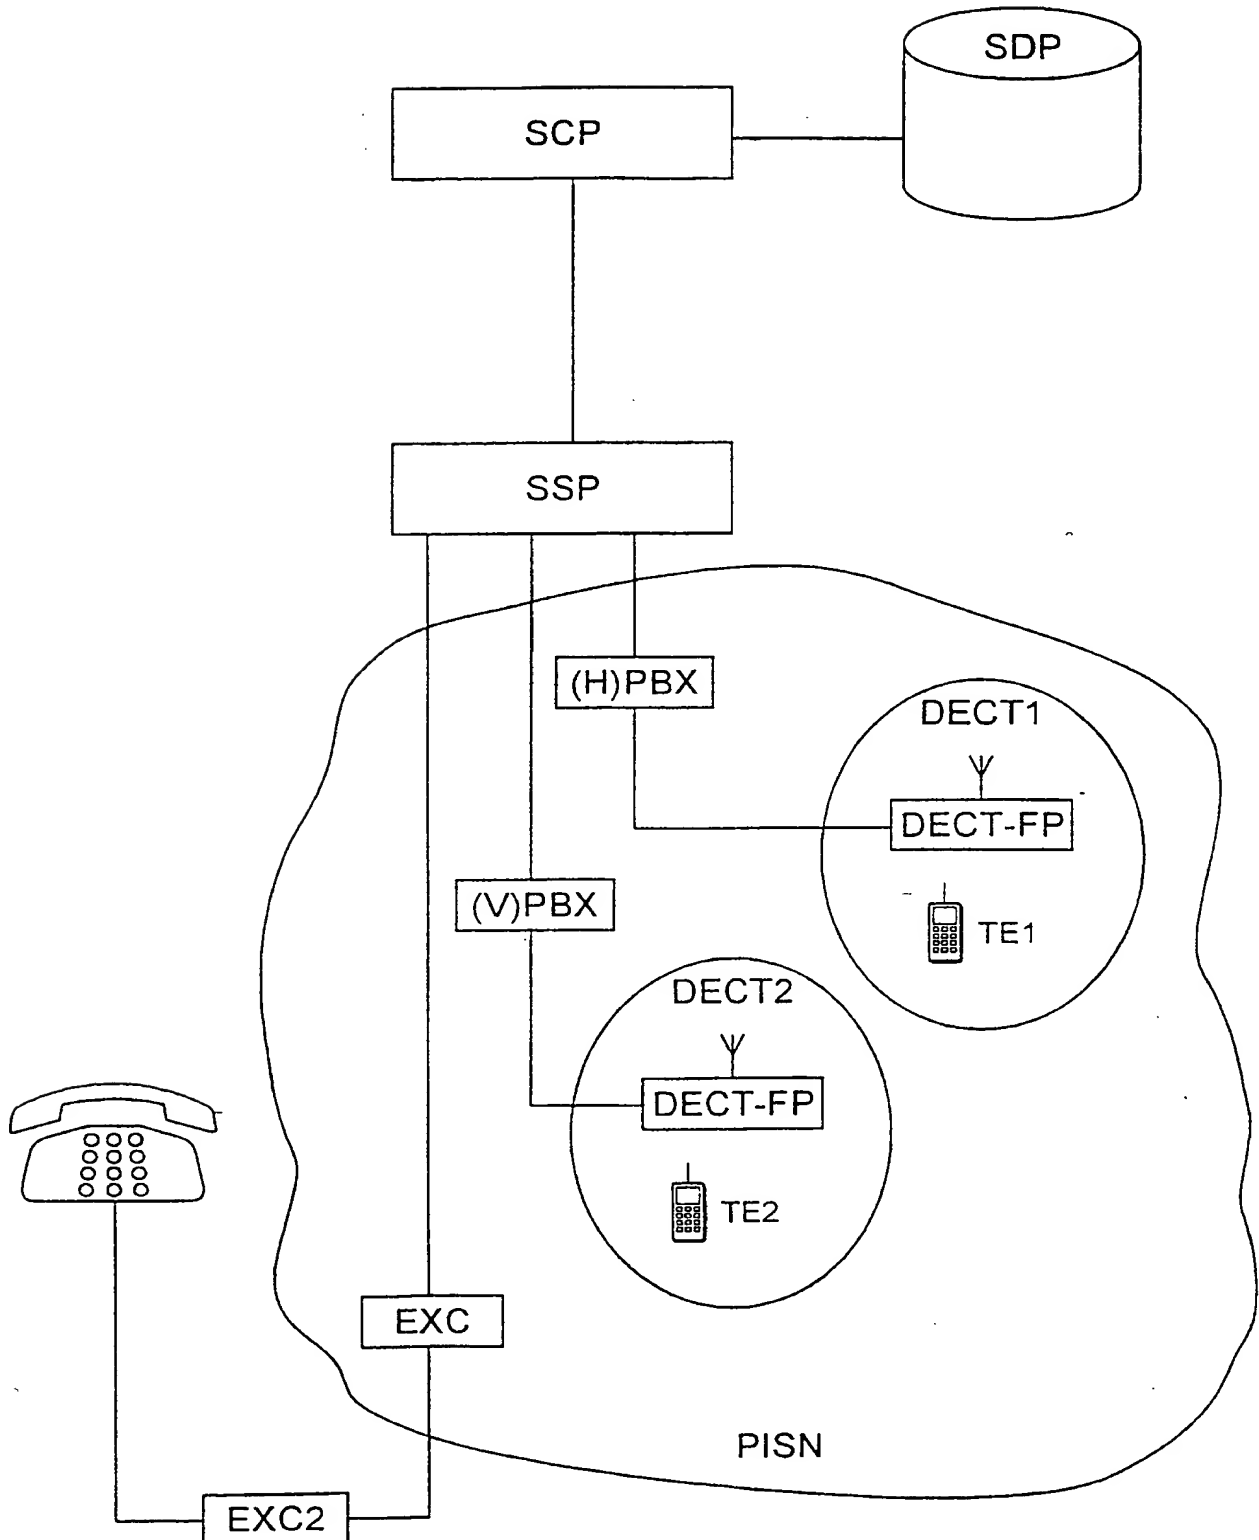 SDP
SCP
SSP
(H)PBX
DECT1
DECT-FP
(V)PBX
TE1
DECT2
DECT-FP
TE2
EXC
PISN
EXC2